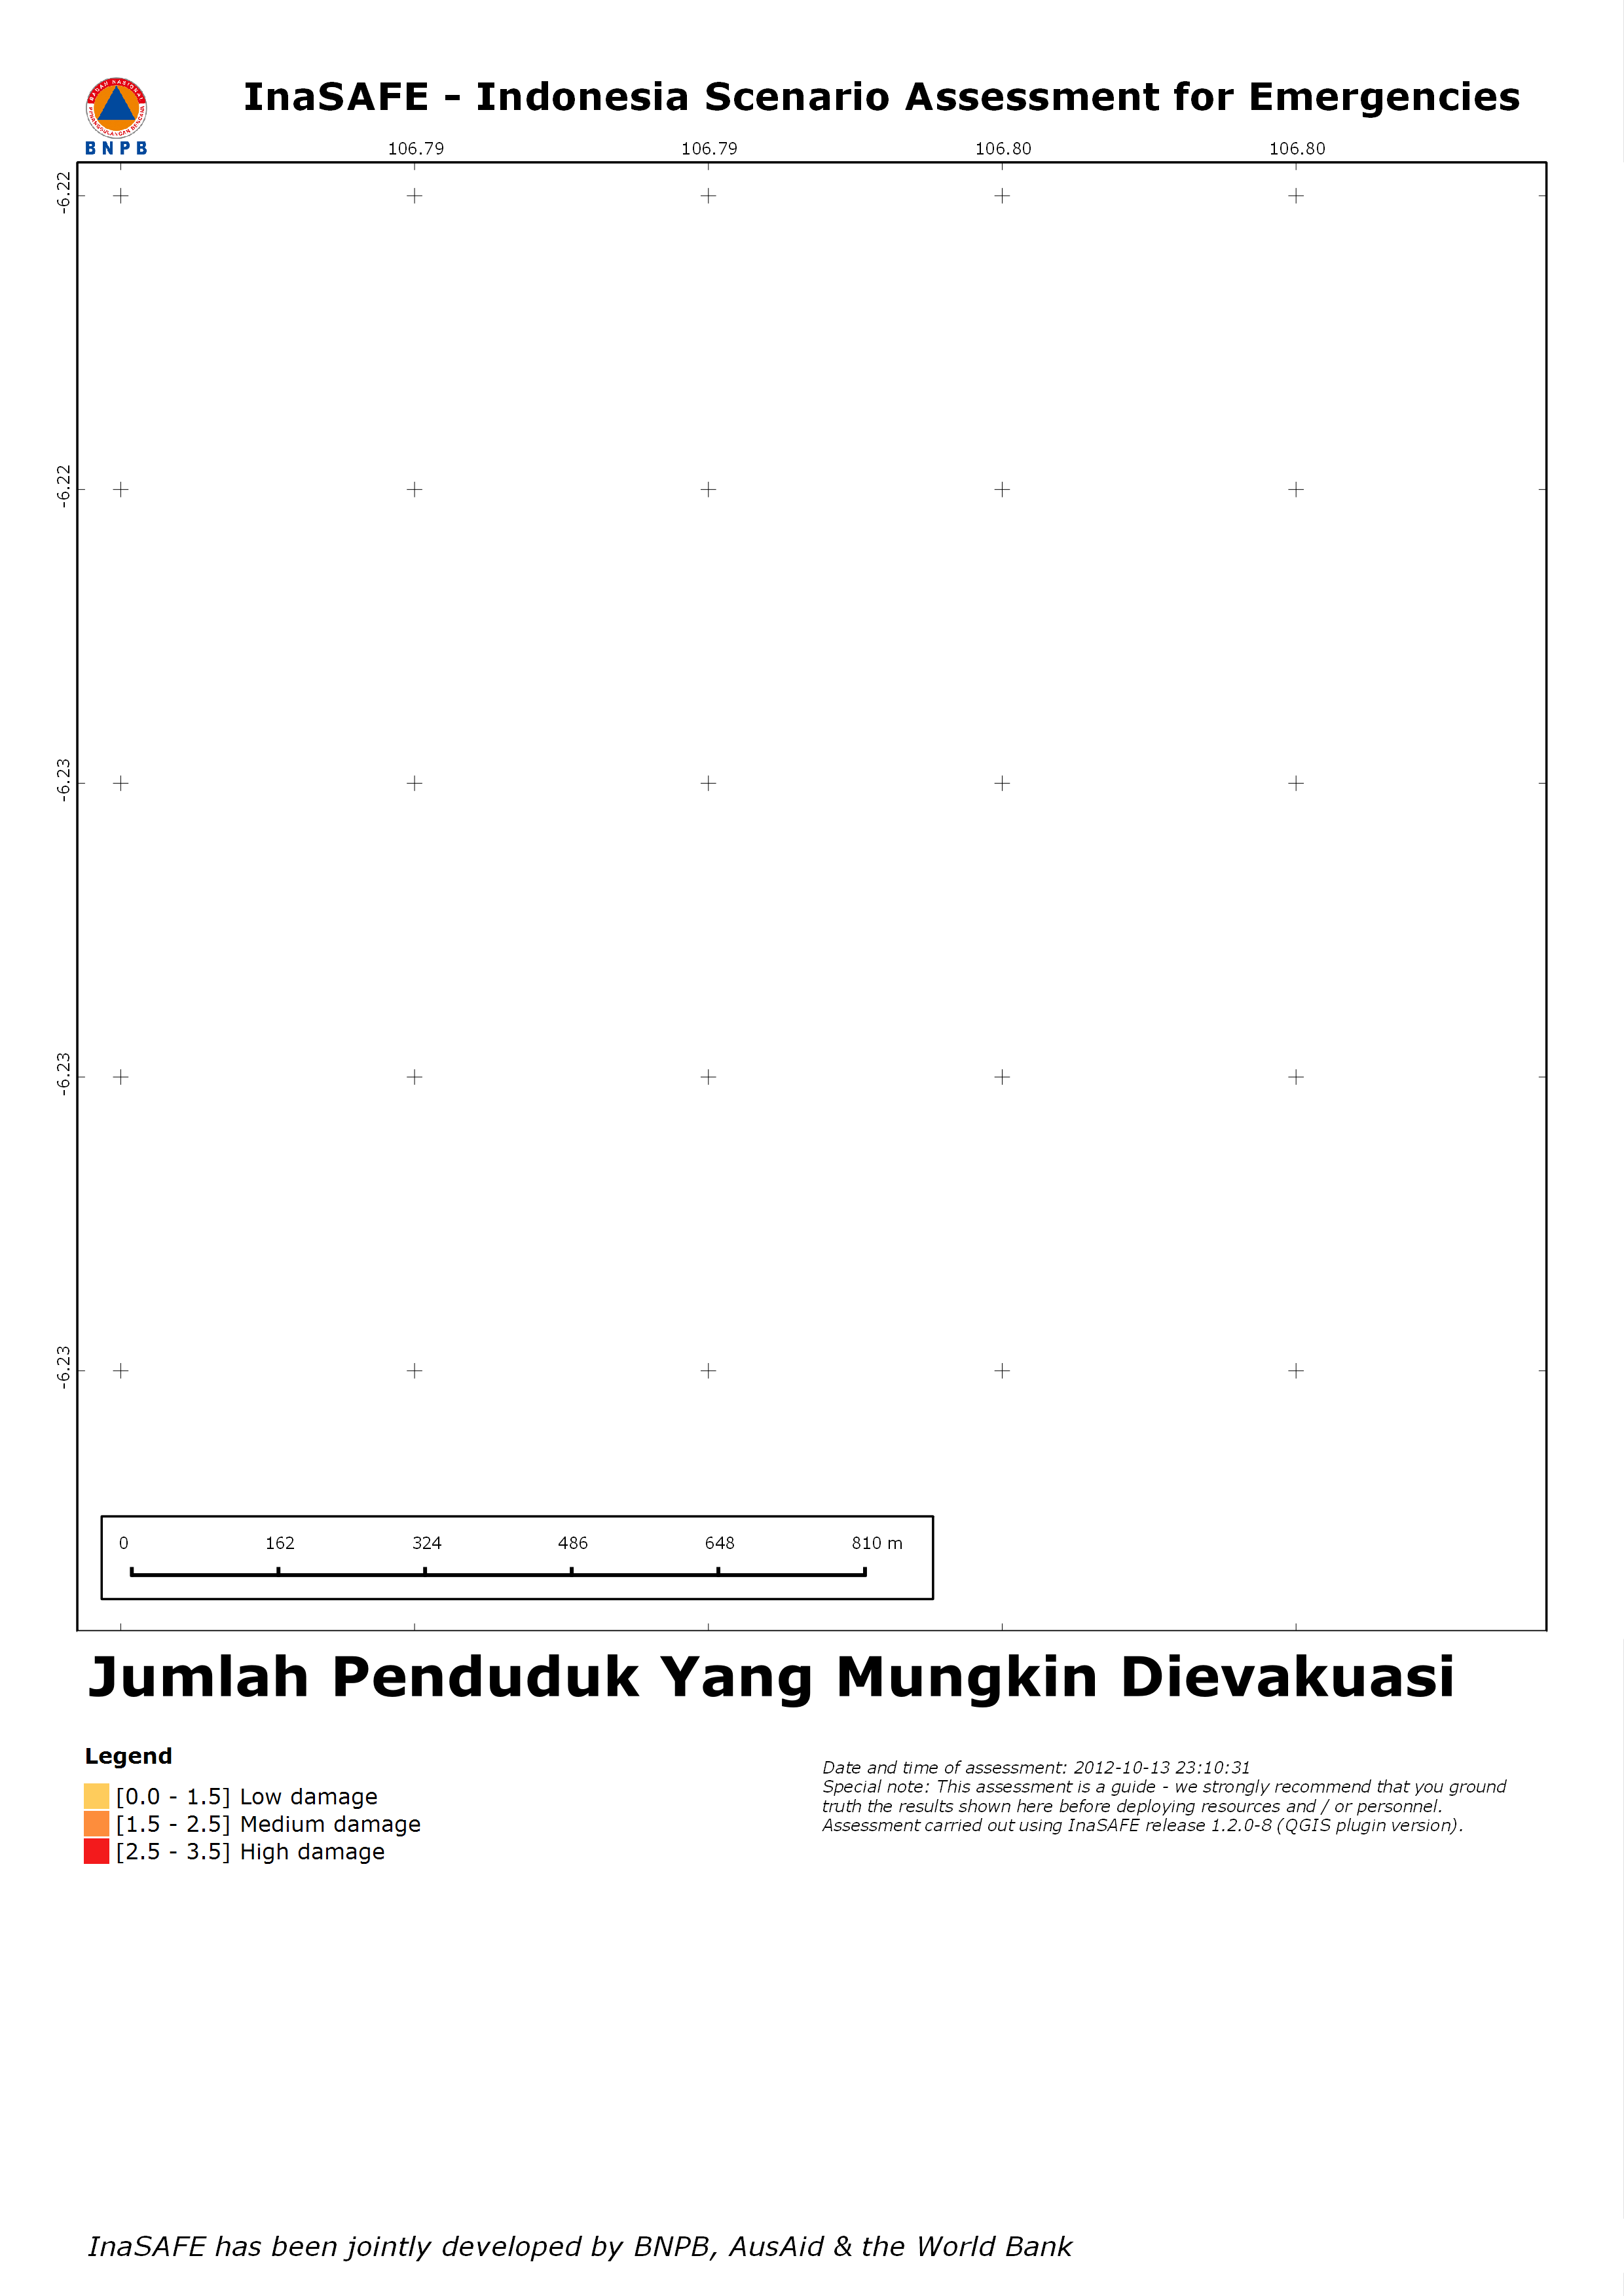 InaSAFE - Indonesia Scenario Assessment for Emergencies
BADAN NASIONAL
PENANGGULANGAN BENCANA
BNPB
106.79 106.79 106.80 106.80
-6.22
-6.22
-6.23
-6.23
-6.23
0 162 324 486 648 810 m
Jumlah Penduduk Yang Mungkin Dievakuasi
Legend
[0.0 - 1.5] Low damage
[1.5 - 2.5] Medium damage
[2.5 - 3.5] High damage
Date and time of assessment: 2012-10-13 23:10:31
Special note: This assessment is a guide - we strongly recommend that you ground
truth the results shown here before deploying resources and / or personnel.
Assessment carried out using InaSAFE release 1.2.0-8 (QGIS plugin version).
InaSAFE has been jointly developed by BNPB, AusAid & the World Bank